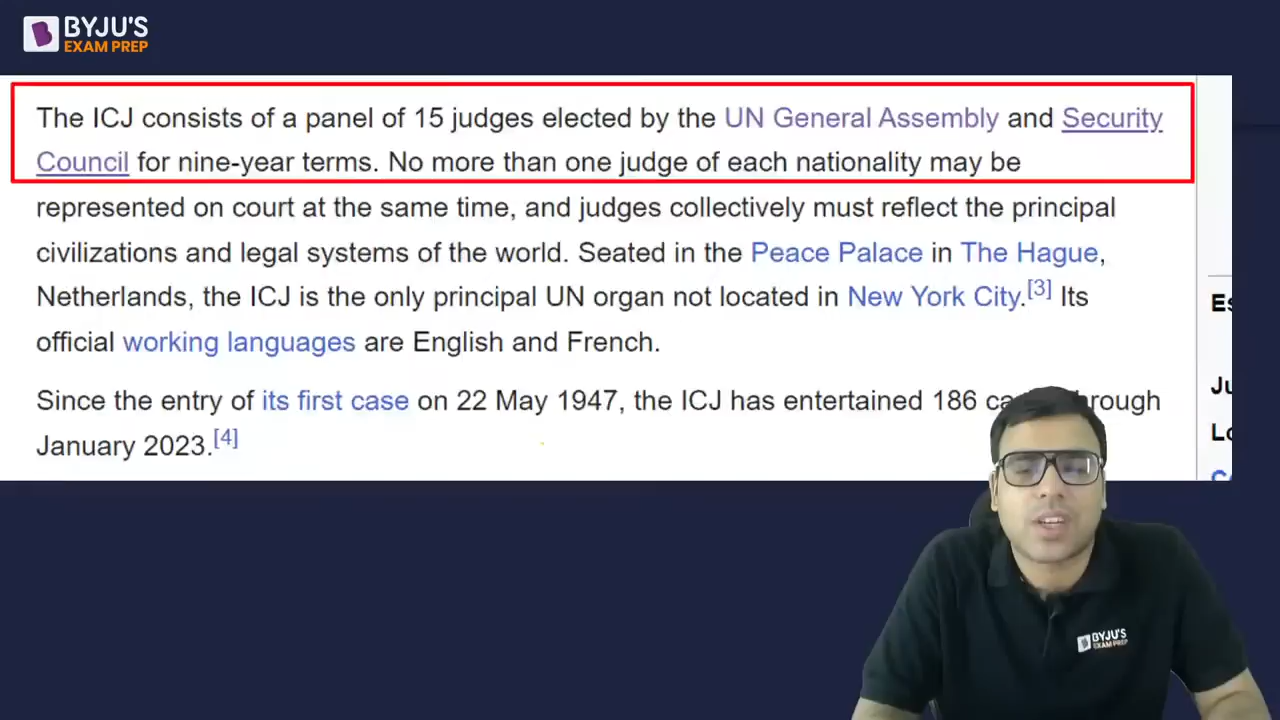 BYJU'S
EXAM PREP
The ICJ consists of a panel of 15 judges elected by the UN General Assembly and Security
Council for nine-year terms. No more than one judge of each nationality may be
represented on court at the same time, and judges collectively must reflect the principal
civilizations and legal systems of the world. Seated in the Peace Palace in The Hague,
Netherlands, the ICJ is the only principal UN organ not located in New York City.[3] Its
official working languages are English and French.
Since the entry of its first case on 22 May 1947, the ICJ has entertained 186 through
January 2023.[4]
BYJU'S
EXAM PREP